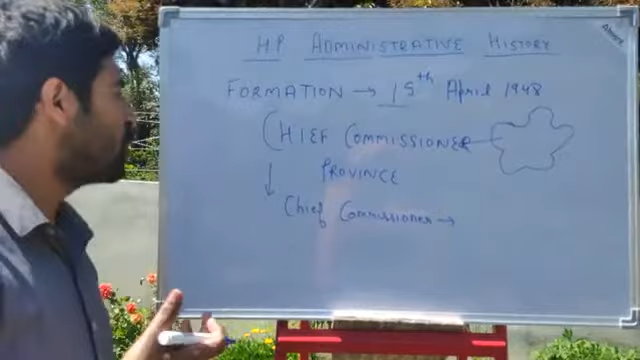 HP ADMINISTRATIVE HISTORY
FORMATION → 15th April 1948
CHIEF COMMISSIONER
PROVINCE
Chief Commissioner →